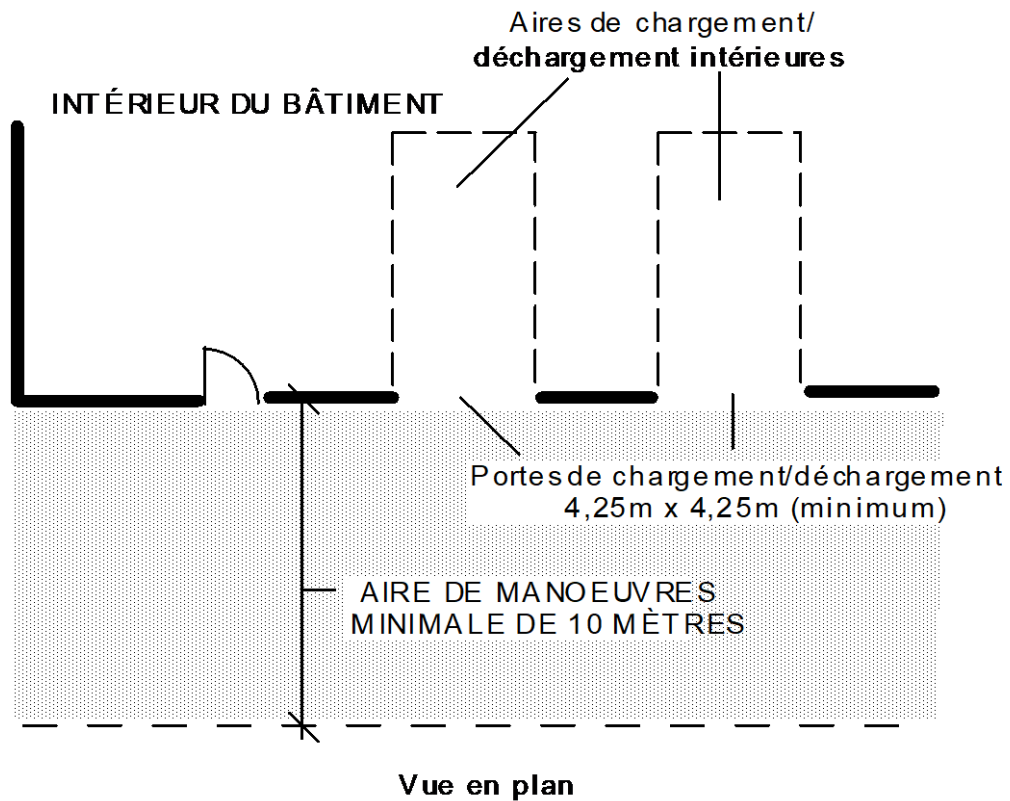 Aires de chargement/
déchargement intérieures
INTÉRIEUR DU BÂTIMENT
Portes de chargement/déchargement
4,25m x 4,25m (minimum)
AIRE DE MANOEUVRES
MINIMALE DE 10 MÈTRES
Vue en plan